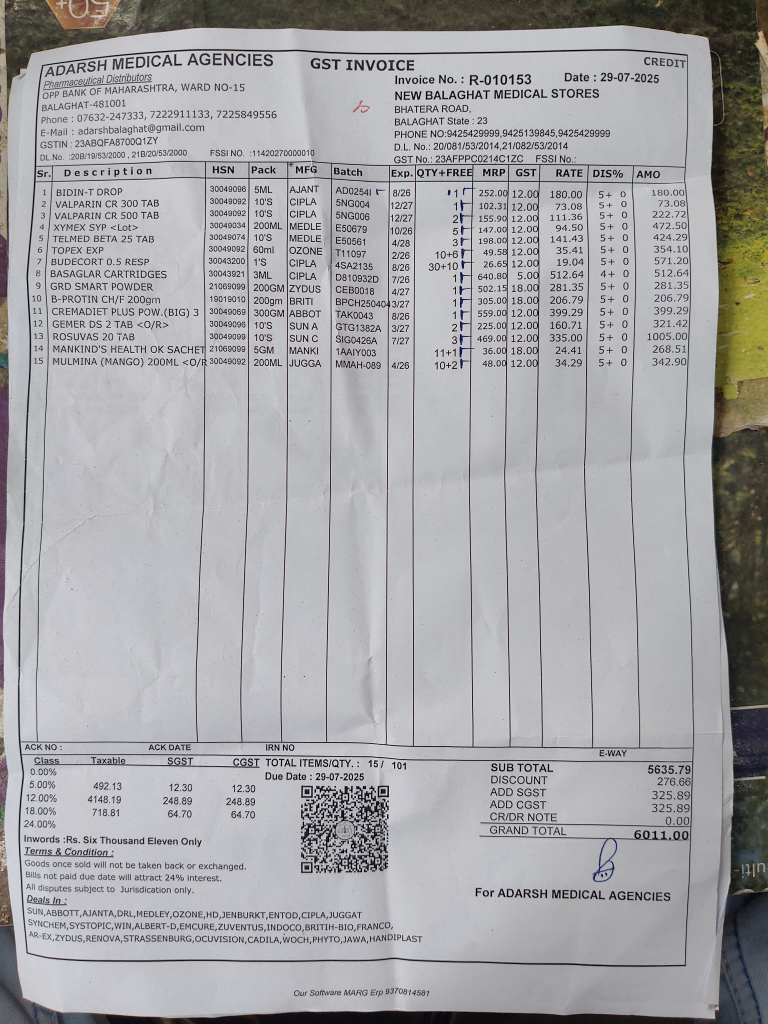 50+
ADARSH MEDICAL AGENCIES
GST INVOICE
CREDIT
Pharmaceutical Distributors
OPP BANK OF MAHARASHTRA, WARD NO-15
BALAGHAT-481001
Phone : 07632-247333, 7222911133, 7225849556
E-Mail : adarshbalaghat@gmail.com
GSTIN : 23ABQFA8700Q1ZY
DL.No. :20B/19/53/2000 , 21B/20/53/2000 FSSI NO. :11420270000010
Invoice No. : R-010153 Date : 29-07-2025
NEW BALAGHAT MEDICAL STORES
BHATERA ROAD,
BALAGHAT State : 23
PHONE NO:9425429999,9425139845,9425429999
D.L. No.: 20/081/53/2014,21/082/53/2014
GST No.: 23AFPPC0214C1ZC FSSI No.:
Sr. Description HSN Pack *MFG Batch Exp. QTY+FREE MRP GST RATE DIS% AMO
1 BIDIN-T DROP 30049096 5ML AJANT AD0254I 8/26 1 252.00 12.00 180.00 5+ 0 180.00
2 VALPARIN CR 300 TAB 30049092 10'S CIPLA 5NG004 12/27 1 102.31 12.00 73.08 5+ 0 73.08
3 VALPARIN CR 500 TAB 30049092 10'S CIPLA 5NG006 12/27 2 155.90 12.00 111.36 5+ 0 222.72
4 XYMEX SYP <Lot> 30049034 200ML MEDLE E50679 10/26 5 147.00 12.00 94.50 5+ 0 472.50
5 TELMED BETA 25 TAB 30049074 10'S MEDLE E50561 4/28 3 198.00 12.00 141.43 5+ 0 424.29
6 TOPEX EXP 30049092 60ml OZONE T11097 2/26 10+6 49.58 12.00 35.41 5+ 0 354.10
7 BUDECORT 0.5 RESP 30043200 1'S CIPLA 4SA2135 8/26 30+10 26.65 12.00 19.04 5+ 0 571.20
8 BASAGLAR CARTRIDGES 30043921 3ML CIPLA D810932D 7/26 1 640.80 5.00 512.64 4+ 0 512.64
9 GRD SMART POWDER 21069099 200GM ZYDUS CEB0018 4/27 1 502.15 18.00 281.35 5+ 0 281.35
10 B-PROTIN CH/F 200gm 19019010 200gm BRITI BPCH250404 3/27 1 305.00 18.00 206.79 5+ 0 206.79
11 CREMADIET PLUS POW.(BIG) 3 30049069 300GM ABBOT TAK0043 8/26 1 559.00 12.00 399.29 5+ 0 399.29
12 GEMER DS 2 TAB <O/R> 30049096 10'S SUN A GTG1382A 3/27 2 225.00 12.00 160.71 5+ 0 321.42
13 ROSUVAS 20 TAB 30049096 10'S SUN C SIG0426A 7/27 3 469.00 12.00 335.00 5+ 0 1005.00
14 MANKIND'S HEALTH OK SACHET 21069099 5GM MANKI 1AAIY003 11+1 36.00 18.00 24.41 5+ 0 268.51
15 MULMINA (MANGO) 200ML <O/R 30049092 200ML JUGGA MMAH-089 4/26 10+2 48.00 12.00 34.29 5+ 0 342.90
ACK NO : ACK DATE IRN NO E-WAY
Class Taxable SGST CGST
0.00%
5.00% 492.13 12.30 12.30
12.00% 4148.19 248.89 248.89
18.00% 718.81 64.70 64.70
24.00%
TOTAL ITEMS/QTY. : 15 / 101
Due Date : 29-07-2025
SUB TOTAL 5635.79
DISCOUNT 276.66
ADD SGST 325.89
ADD CGST 325.89
CR/DR NOTE 0.00
GRAND TOTAL 6011.00
Inwords :Rs. Six Thousand Eleven Only
Terms & Condition :
Goods once sold will not be taken back or exchanged.
Bills not paid due date will attract 24% interest.
All disputes subject to Jurisdication only.
For ADARSH MEDICAL AGENCIES
Deals In :
SUN,ABBOTT,AJANTA,DRL,MEDLEY,OZONE,HD,JENBURKT,ENTOD,CIPLA,JUGGAT
SYNCHEM,SYSTOPIC,WIN,ALBERT-D,EMCURE,ZUVENTUS,INDOCO,BRITIH-BIO,FRANCO,
AR-EX,ZYDUS,RENOVA,STRASSENBURG,OCUVISION,CADILA,WOCH,PHYTO,JAWA,HANDIPLAST
Our Software MARG Erp 9370814581